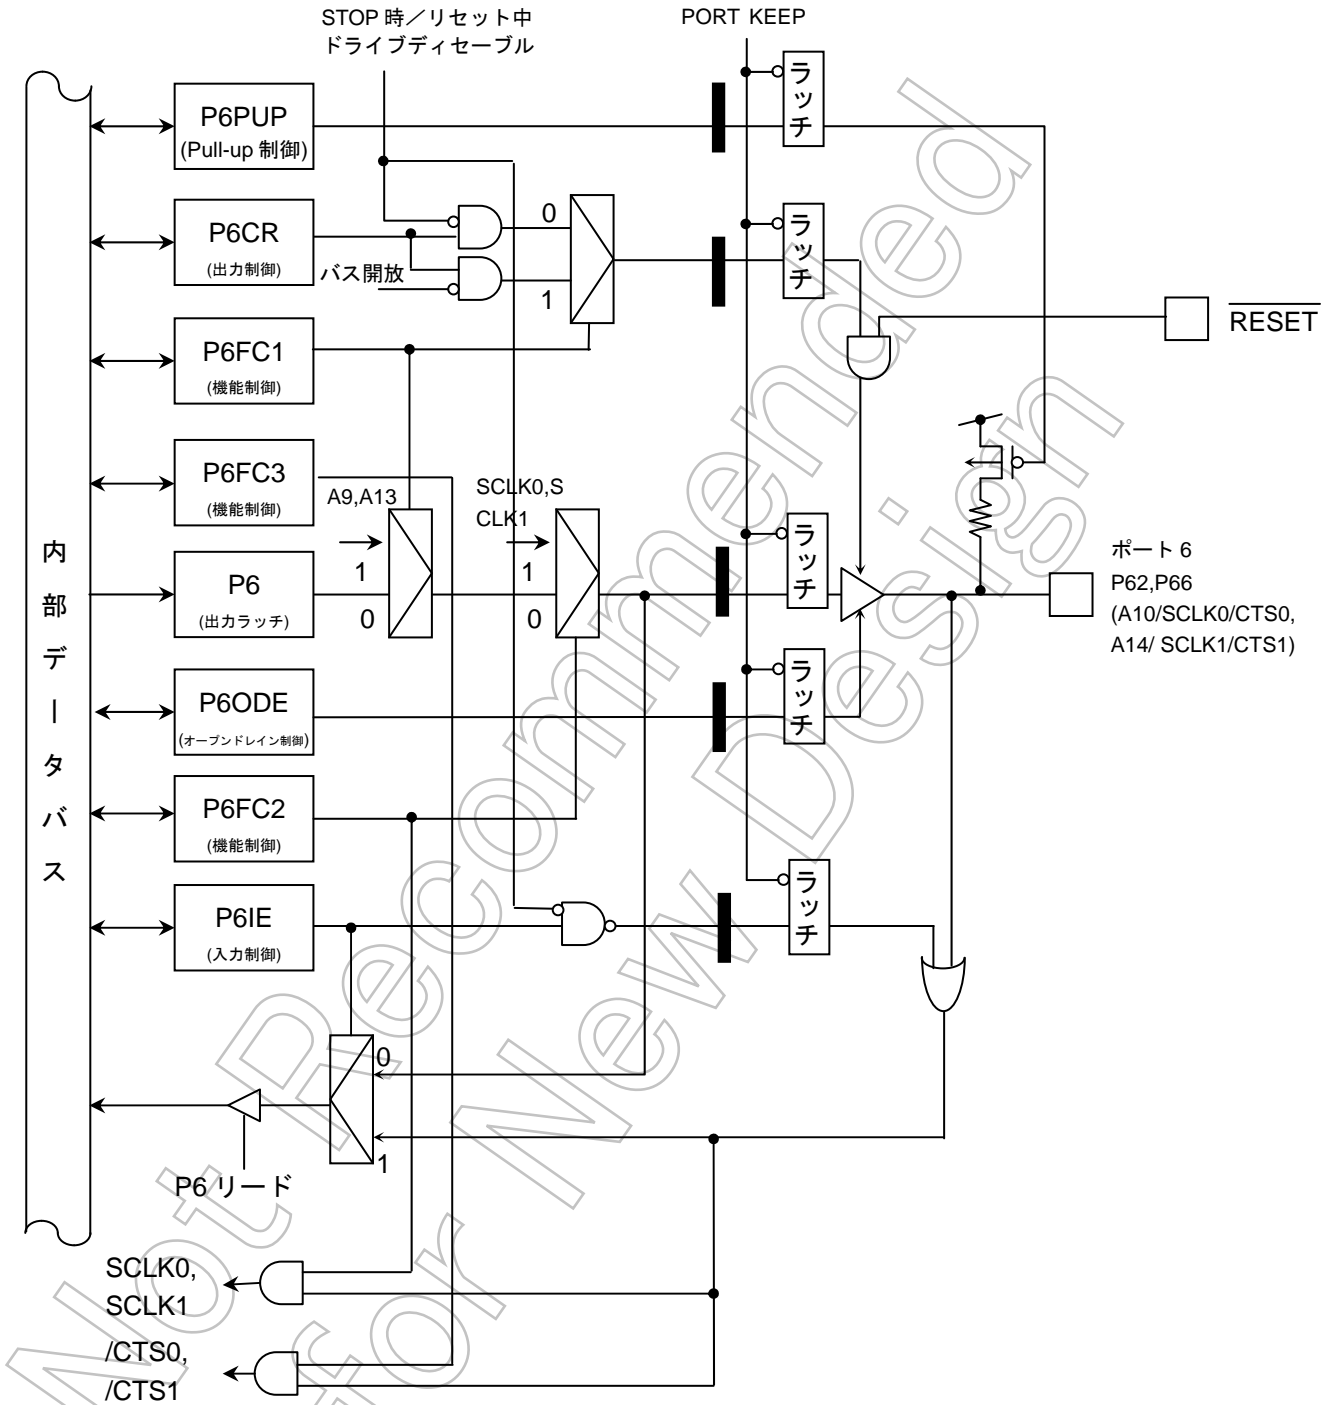 STOP 時／リセット中
ドライブディセーブル
PORT KEEP
P6PUP
(Pull-up 制御)
ラッチ
P6CR
(出力制御)
0
バス開放
1
ラッチ
RESET
P6FC1
(機能制御)
P6FC3
(機能制御)
A9,A13
SCLK0,S
CLK1
1
0
1
0
ラッチ
内部データバス
P6
(出力ラッチ)
ポート 6
P62,P66
(A10/SCLK0/CTS0,
A14/ SCLK1/CTS1)
P6ODE
(オープンドレイン制御)
ラッチ
P6FC2
(機能制御)
P6IE
(入力制御)
ラッチ
0
1
P6 リード
SCLK0,
SCLK1
/CTS0,
/CTS1
Not Recommended
for New Design